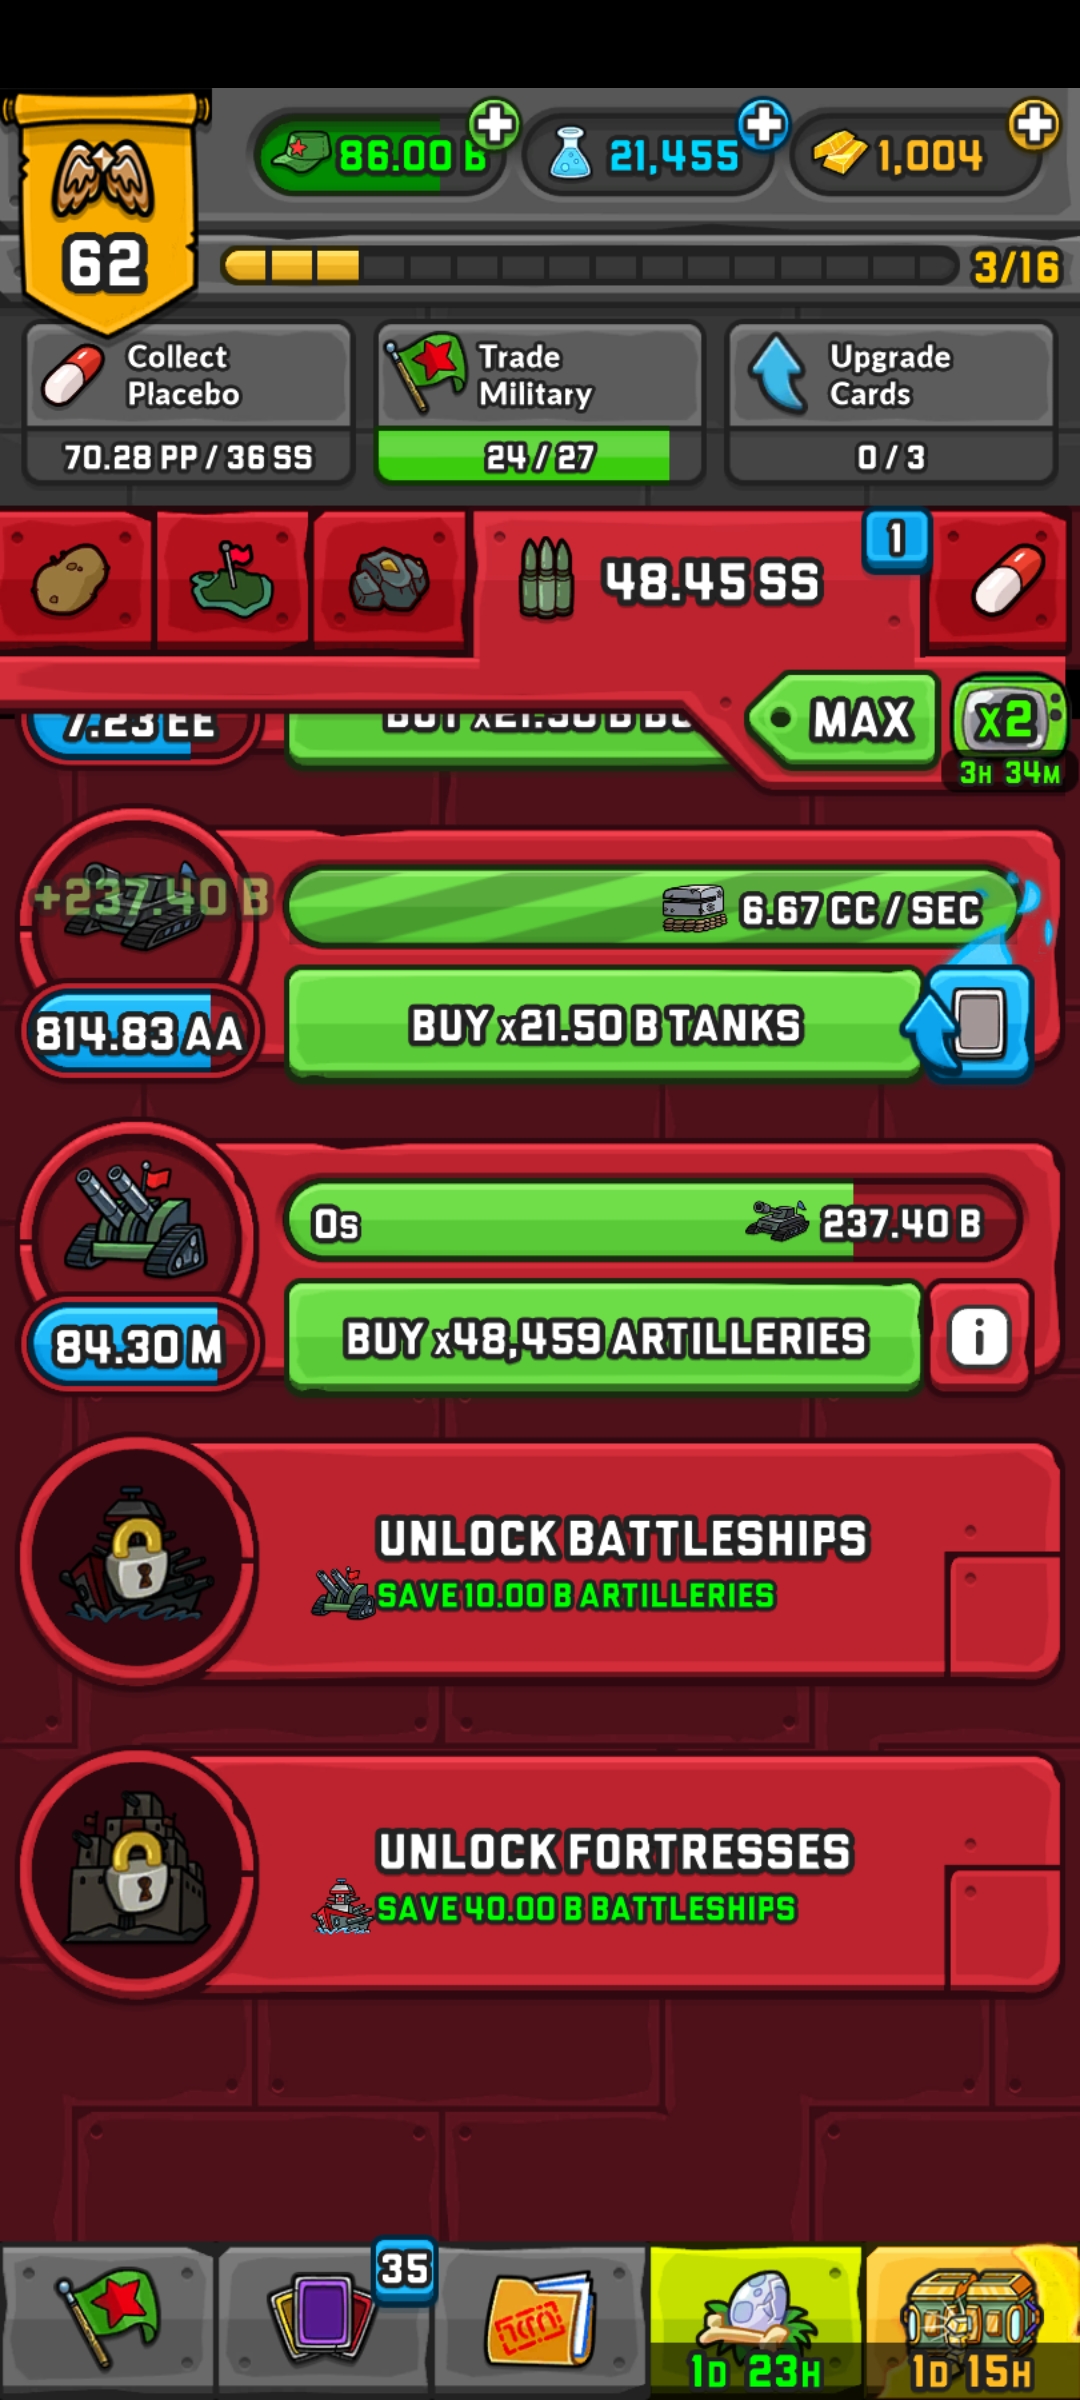 86.00 B
21,455
1,004
62
3/16
Collect
Placebo
Trade
Military
Upgrade
Cards
70.28 PP / 36 SS
24 / 27
0 / 3
1
48.45 SS
MAX
x2
3H 34M
7.23 EE
+237.40 B
6.67 CC / SEC
814.83 AA
BUY x21.50 B TANKS
0s
237.40 B
84.30 M
BUY x48,459 ARTILLERIES
i
UNLOCK BATTLESHIPS
SAVE 10.00 B ARTILLERIES
UNLOCK FORTRESSES
SAVE 40.00 B BATTLESHIPS
35
1D 23H
1D 15H